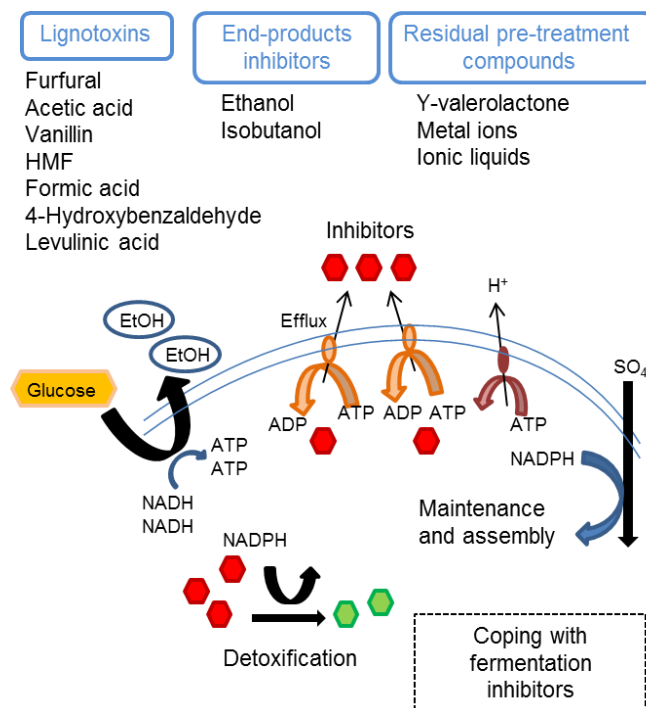 Lignotoxins
Furfural
Acetic acid
Vanillin
HMF
Formic acid
4-Hydroxybenzaldehyde
Levulinic acid
End-products
inhibitors
Ethanol
Isobutanol
Residual pre-treatment
compounds
Y-valerolactone
Metal ions
Ionic liquids
Inhibitors
H+
Efflux
EtOH
EtOH
Glucose
SO4
ADP
ATP
ADP
ATP
ATP
ATP
ATP
NADH
NADH
NADPH
Maintenance
and assembly
NADPH
Detoxification
Coping with
fermentation
inhibitors